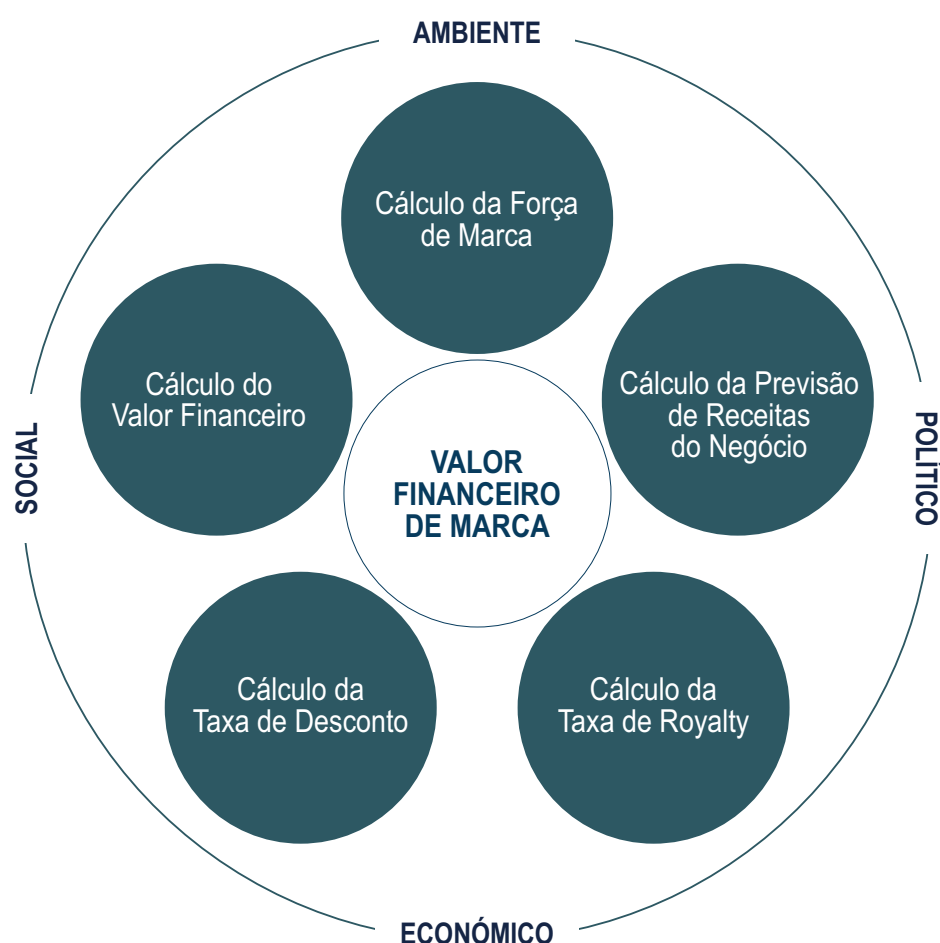 AMBIENTE
Cálculo da Força
de Marca
Cálculo do
Valor Financeiro
Cálculo da Previsão
de Receitas
do Negócio
SOCIAL
POLÍTICO
VALOR
FINANCEIRO
DE MARCA
Cálculo da
Taxa de Desconto
Cálculo da
Taxa de Royalty
ECONÓMICO